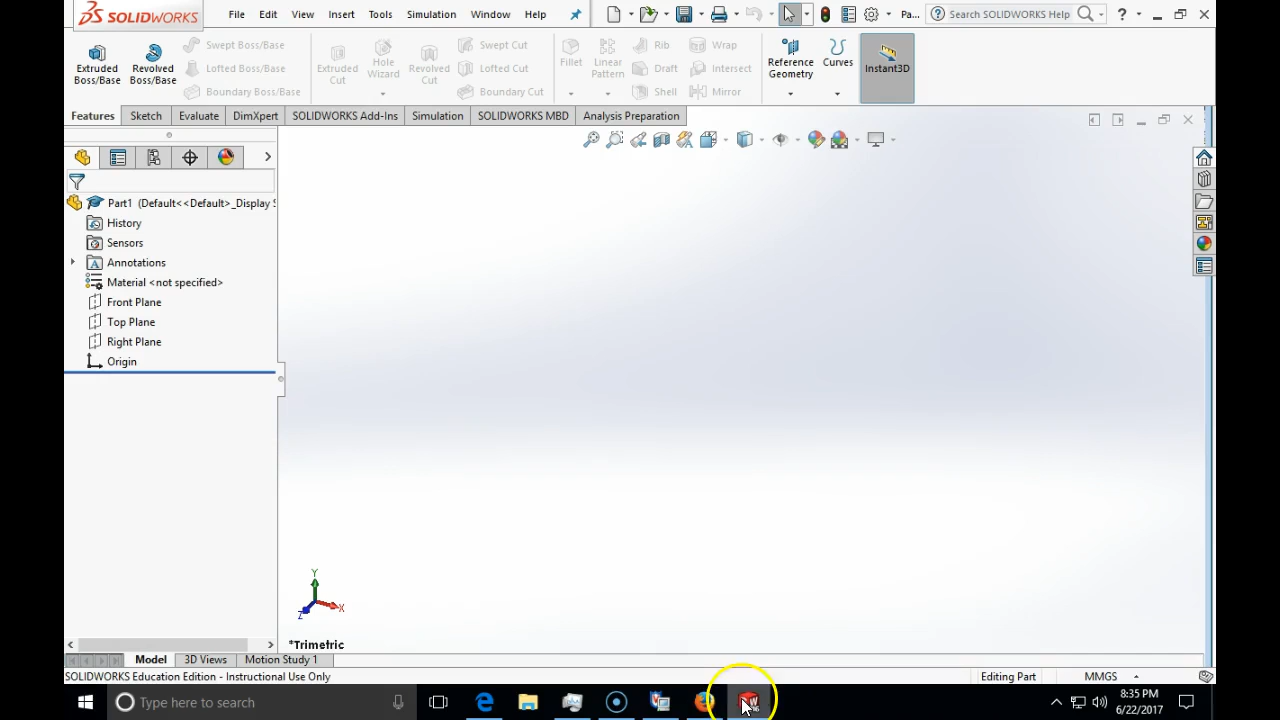 SOLIDWORKS File Edit View Insert Tools Simulation Window Help Pa... Search SOLIDWORKS Help ?
Extruded Boss/Base
Revolved Boss/Base
Swept Boss/Base
Lofted Boss/Base
Boundary Boss/Base
Extruded Cut
Hole Wizard
Revolved Cut
Swept Cut
Lofted Cut
Boundary Cut
Fillet
Linear Pattern
Rib
Draft
Shell
Wrap
Intersect
Mirror
Reference Geometry
Curves
Instant3D
Features Sketch Evaluate DimXpert SOLIDWORKS Add-Ins Simulation SOLIDWORKS MBD Analysis Preparation
Part1 (Default<<Default>_Display S
History
Sensors
Annotations
Material <not specified>
Front Plane
Top Plane
Right Plane
Origin
Y
X
Z
*Trimetric
Model 3D Views Motion Study 1
SOLIDWORKS Education Edition - Instructional Use Only Editing Part MMGS
Type here to search
8:35 PM
6/22/2017